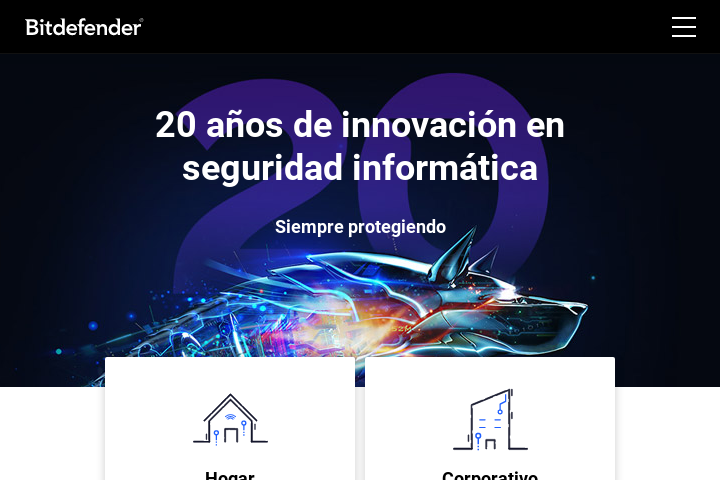 Bitdefender®
20 años de innovación en
seguridad informática
Siempre protegiendo
Hogar
Corporativo